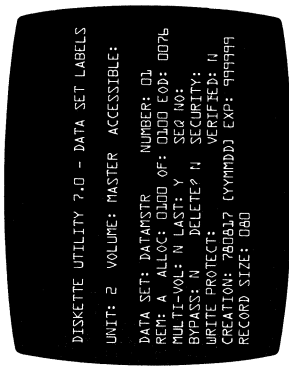 DISKETTE UTILITY 7.0 - DATA SET LABELS
UNIT: 2 VOLUME: MASTER ACCESSIBLE:
DATA SET: DATAMSTR NUMBER: 01
REM: A ALLOC: 0100 OF: 0100 EOD: 0076
MULTI-VOL: N LAST: Y SEQ NO:
BYPASS: N DELETE? N SECURITY:
WRITE PROTECT: VERIFIED: N
CREATION: 780817 (YYMMDD) EXP: 999999
RECORD SIZE: 080